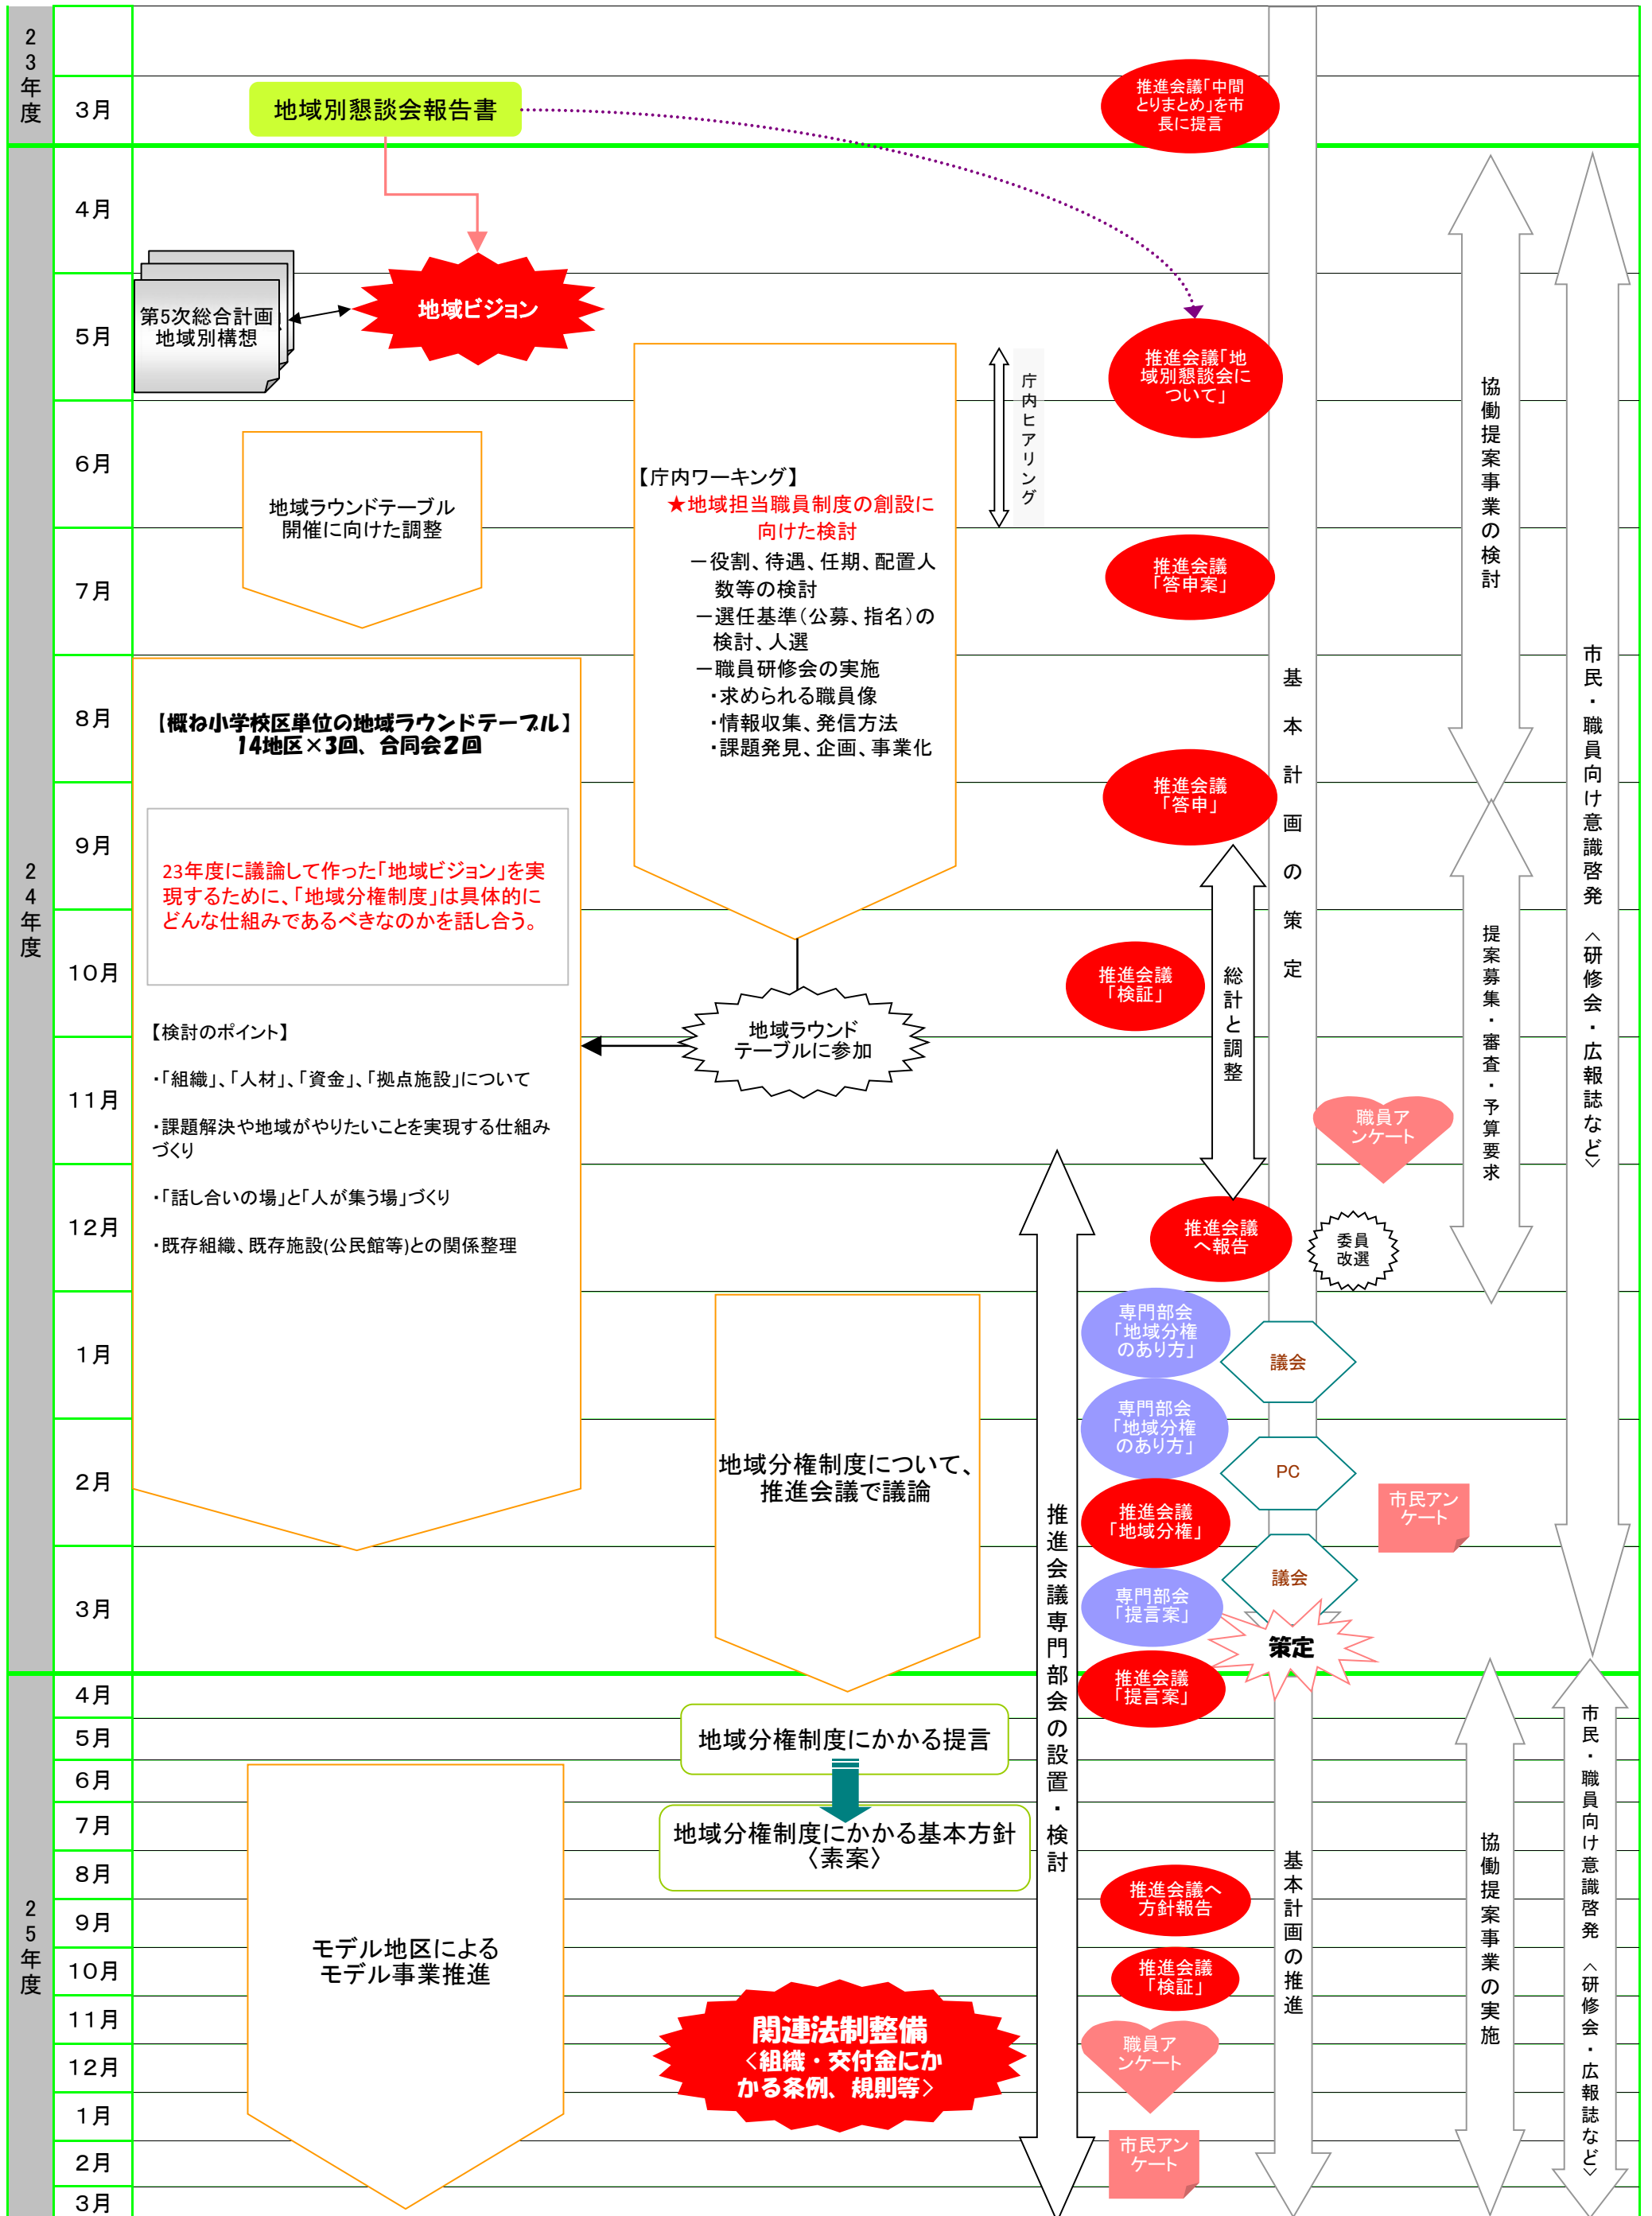 23年度
3月
地域別懇談会報告書
推進会議「中間
とりまとめ」を市
長に提言
24年度
4月
5月
6月
7月
8月
9月
10月
11月
12月
1月
2月
3月
第5次総合計画
地域別構想
地域ビジョン
推進会議「地
域別懇談会に
ついて」
庁内ヒアリング
地域ラウンドテーブル
開催に向けた調整
【庁内ワーキング】
★地域担当職員制度の創設に
向けた検討
－役割、待遇、任期、配置人
数等の検討
－選任基準(公募、指名)の
検討、人選
－職員研修会の実施
・求められる職員像
・情報収集、発信方法
・課題発見、企画、事業化
推進会議
「答申案」
協働提案事業の検討
市民・職員向け意識啓発 〈研修会・広報誌など〉
基本計画の策定
【概ね小学校区単位の地域ラウンドテーブル】
14地区×3回、合同会2回
23年度に議論して作った「地域ビジョン」を実
現するために、「地域分権制度」は具体的に
どんな仕組みであるべきなのかを話し合う。
【検討のポイント】
・「組織」、「人材」、「資金」、「拠点施設」について
・課題解決や地域がやりたいことを実現する仕組み
づくり
・「話し合いの場」と「人が集う場」づくり
・既存組織、既存施設(公民館等)との関係整理
推進会議
「答申」
推進会議
「検証」
総計と調整
提案募集・審査・予算要求
地域ラウンド
テーブルに参加
職員ア
ンケート
推進会議
へ報告
委員
改選
専門部会
「地域分権
のあり方」
議会
専門部会
「地域分権
のあり方」
PC
地域分権制度について、
推進会議で議論
推進会議
「地域分権」
市民アン
ケート
議会
専門部会
「提言案」
策定
推進会議
「提言案」
推進会議専門部会の設置・検討
25年度
4月
5月
6月
7月
8月
9月
10月
11月
12月
1月
2月
3月
地域分権制度にかかる提言
地域分権制度にかかる基本方針
〈素案〉
モデル地区による
モデル事業推進
推進会議へ
方針報告
推進会議
「検証」
関連法制整備
〈組織・交付金にか
かる条例、規則等〉
職員ア
ンケート
市民アン
ケート
基本計画の推進
協働提案事業の実施
市民・職員向け意識啓発 〈研修会・広報誌など〉